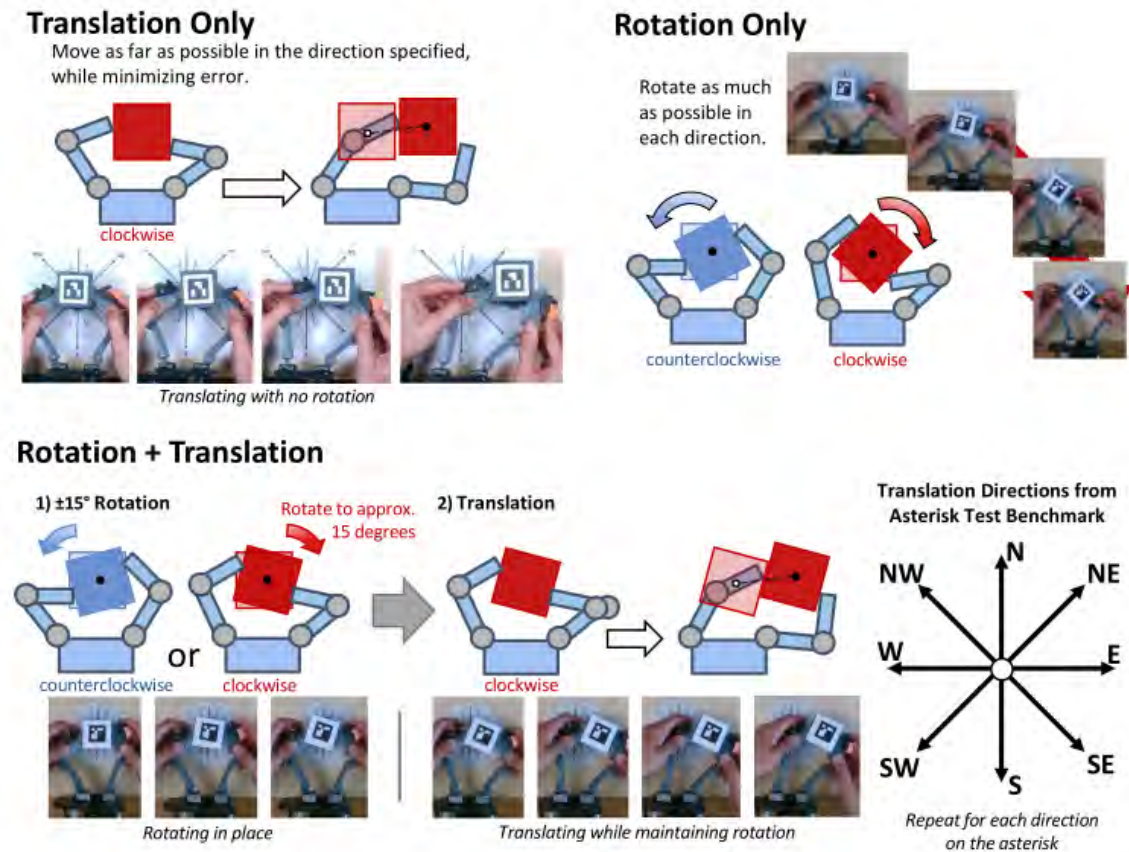 Translation Only
Move as far as possible in the direction specified,
while minimizing error.
clockwise
Translating with no rotation
Rotation Only
Rotate as much
as possible in
each direction.
counterclockwise
clockwise
Rotation + Translation
1) ±15° Rotation
Rotate to approx.
15 degrees
or
counterclockwise
clockwise
Rotating in place
2) Translation
clockwise
Translating while maintaining rotation
Translation Directions from
Asterisk Test Benchmark
N
NW
NE
W
E
SW
SE
S
Repeat for each direction
on the asterisk